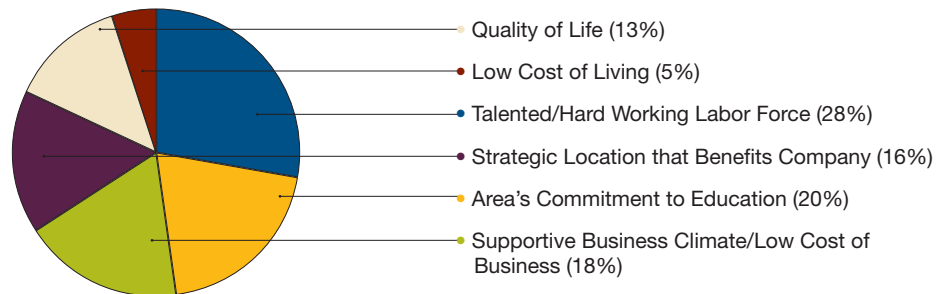 Quality of Life (13%)
Low Cost of Living (5%)
Talented/Hard Working Labor Force (28%)
Strategic Location that Benefits Company (16%)
Area’s Commitment to Education (20%)
Supportive Business Climate/Low Cost of
Business (18%)